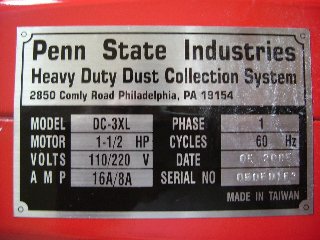 Penn State Industries
Heavy Duty Dust Collection System
2850 Comly Road Philadelphia, PA 19154
MODEL DC-3XL PHASE 1
MOTOR 1-1/2 HP CYCLES 60 Hz
VOLTS 110/220 V DATE
AMP 16A/8A SERIAL NO
MADE IN TAIWAN